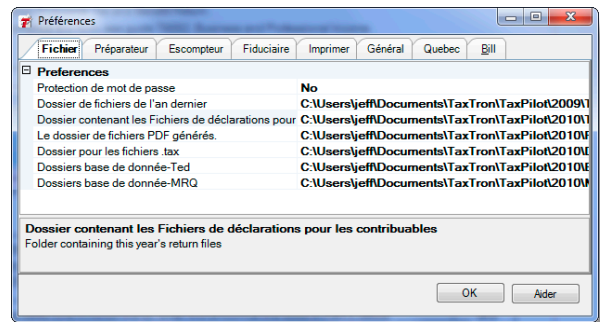 Préférences
Fichier Préparateur Escompteur Fiduciaire Imprimer Général Quebec Bill
Preferences
Protection de mot de passe No
Dossier de fichiers de l'an dernier C:\Users\jeff\Documents\TaxTron\TaxPilot\2009\
Dossier contenant les Fichiers de déclarations pour C:\Users\jeff\Documents\TaxTron\TaxPilot\2010\
Le dossier de fichiers PDF générés. C:\Users\jeff\Documents\TaxTron\TaxPilot\2010\
Dossier pour les fichiers .tax C:\Users\jeff\Documents\TaxTron\TaxPilot\2010\
Dossiers base de donnée-Ted C:\Users\jeff\Documents\TaxTron\TaxPilot\2010\
Dossiers base de donnée-MRQ C:\Users\jeff\Documents\TaxTron\TaxPilot\2010\
Dossier contenant les Fichiers de déclarations pour les contribuables
Folder containing this year's return files
OK Aider